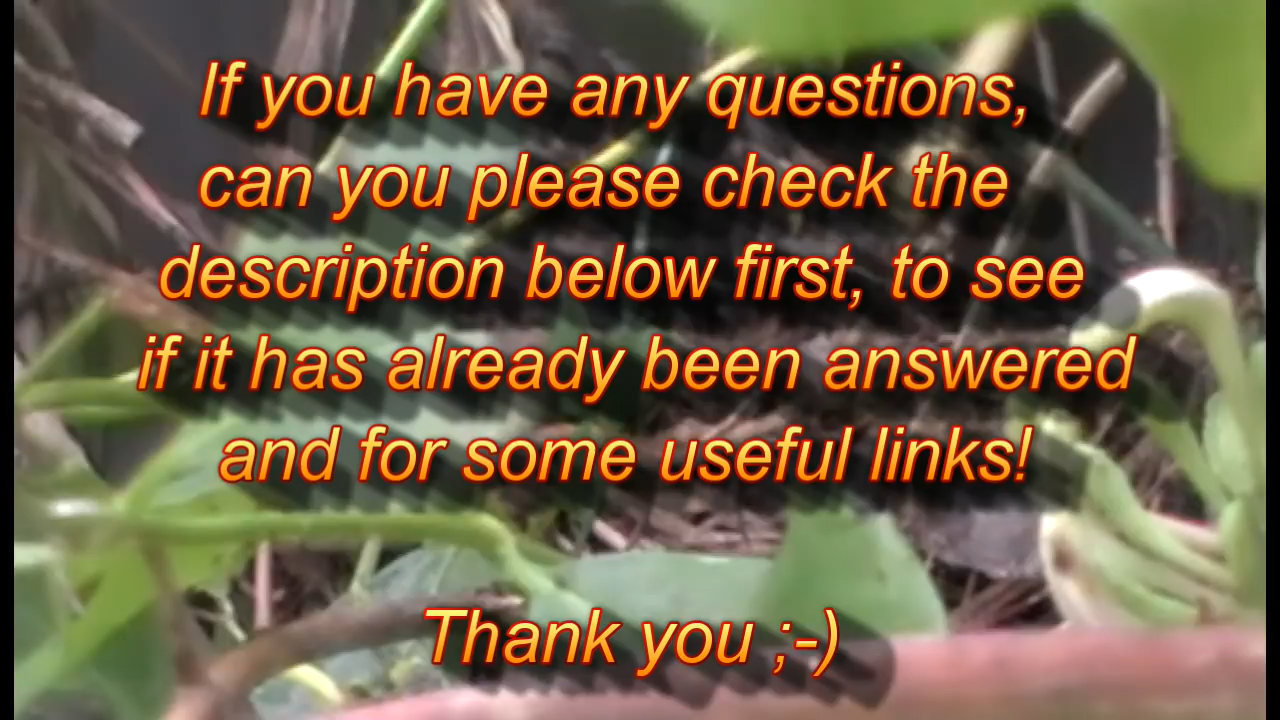 If you have any questions,
can you please check the
description below first, to see
if it has already been answered
and for some useful links!
Thank you ;-)